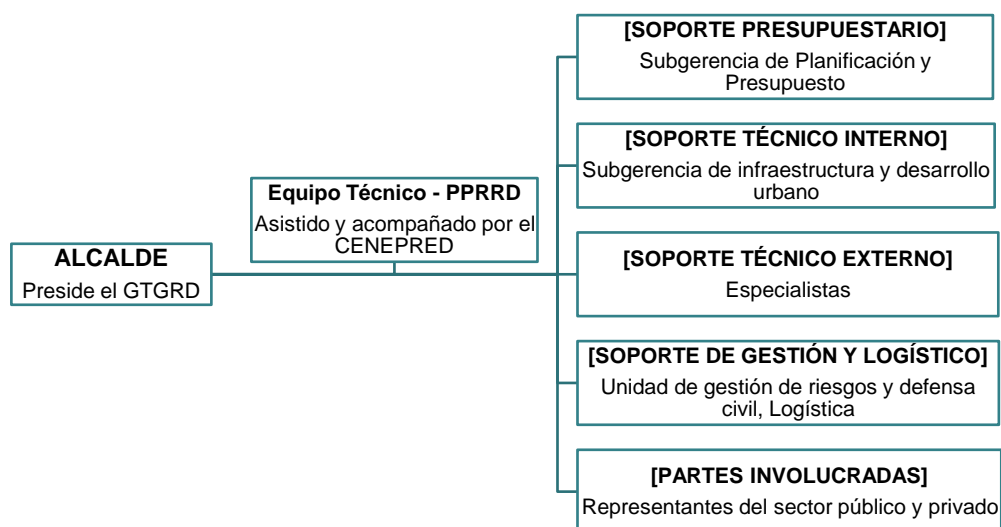 [SOPORTE PRESUPUESTARIO]
Subgerencia de Planificación y
Presupuesto
[SOPORTE TÉCNICO INTERNO]
Subgerencia de infraestructura y desarrollo
urbano
Equipo Técnico - PPRRD
Asistido y acompañado por el
CENEPRED
ALCALDE
Preside el GTGRD
[SOPORTE TÉCNICO EXTERNO]
Especialistas
[SOPORTE DE GESTIÓN Y LOGÍSTICO]
Unidad de gestión de riesgos y defensa
civil, Logística
[PARTES INVOLUCRADAS]
Representantes del sector público y privado